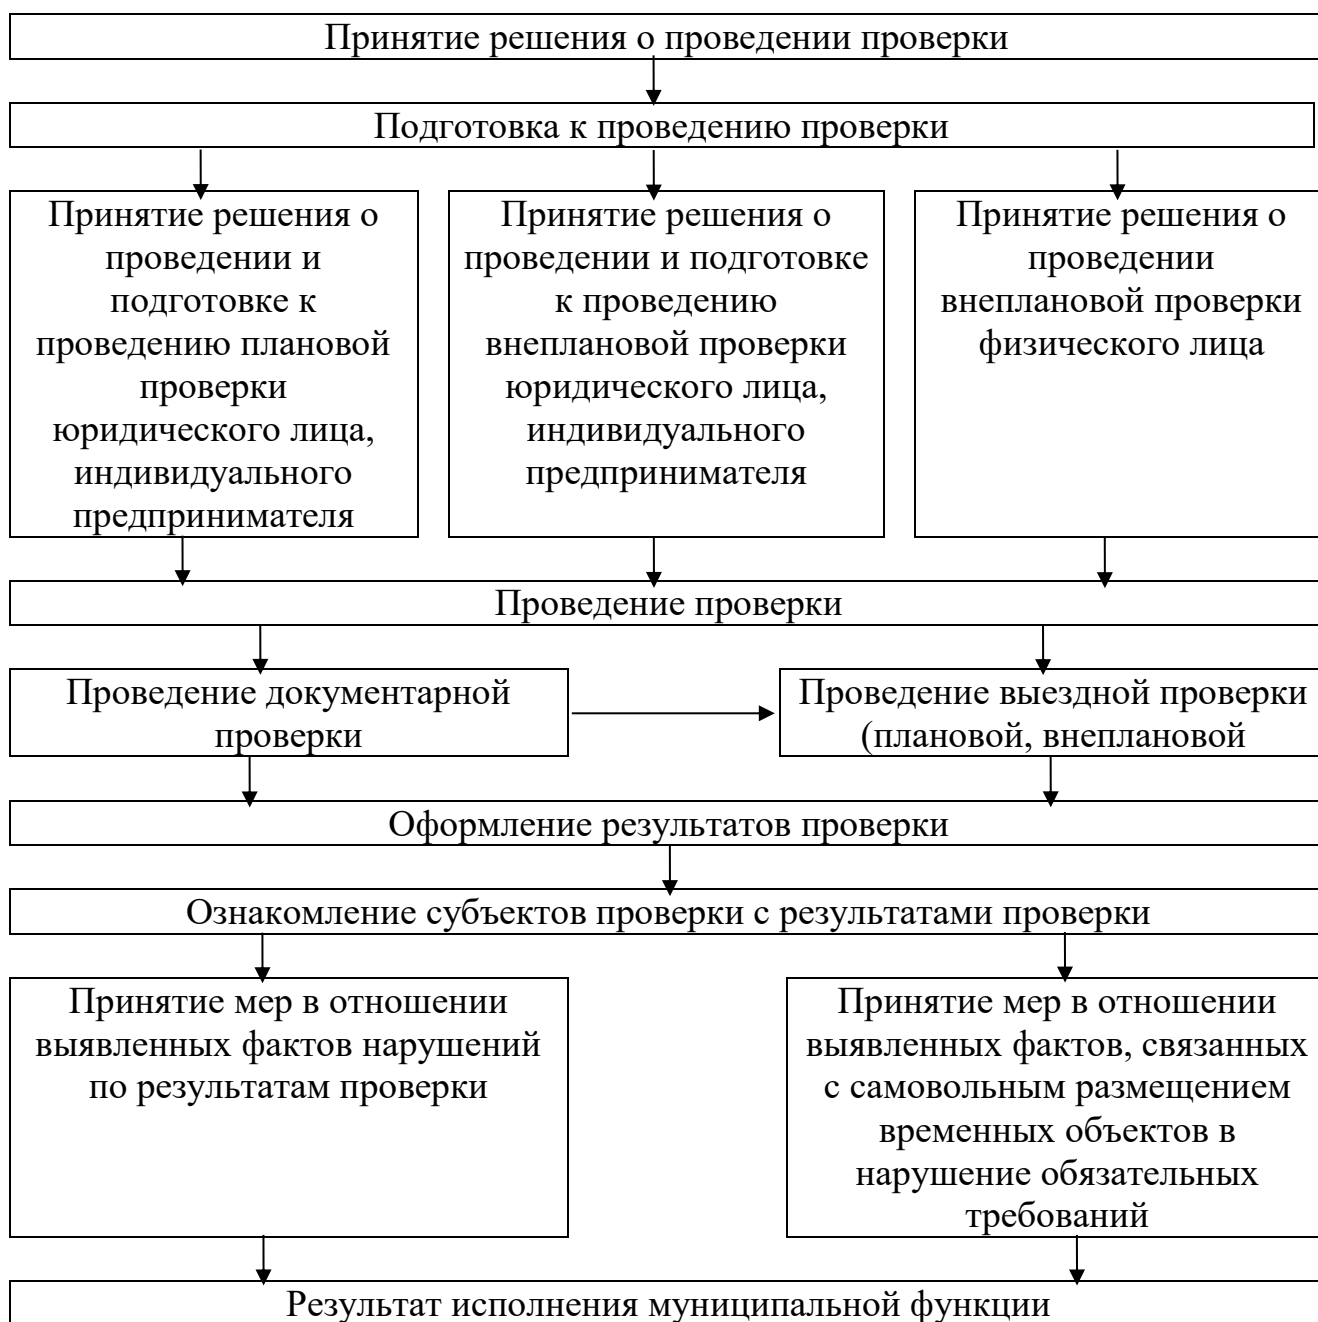 Принятие решения о проведении проверки
Подготовка к проведению проверки
Принятие решения о
проведении и
подготовке к
проведению плановой
проверки
юридического лица,
индивидуального
предпринимателя
Принятие решения о
проведении и подготовке
к проведению
внеплановой проверки
юридического лица,
индивидуального
предпринимателя
Принятие решения о
проведении
внеплановой проверки
физического лица
Проведение проверки
Проведение документарной
проверки
Проведение выездной проверки
(плановой, внеплановой
Оформление результатов проверки
Ознакомление субъектов проверки с результатами проверки
Принятие мер в отношении
выявленных фактов нарушений
по результатам проверки
Принятие мер в отношении
выявленных фактов, связанных
с самовольным размещением
временных объектов в
нарушение обязательных
требований
Результат исполнения муниципальной функции